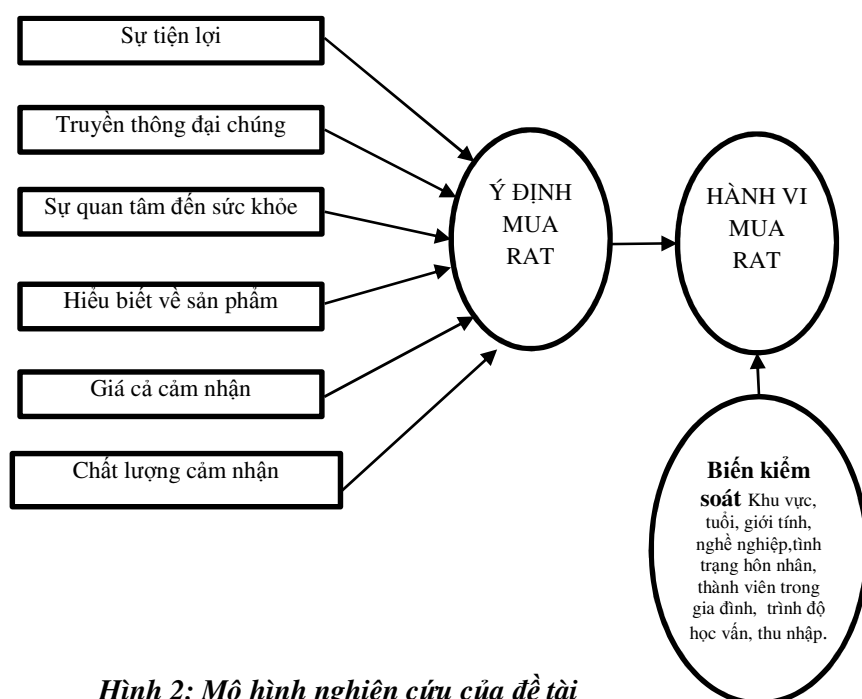 Sự tiện lợi
Truyền thông đại chúng
Sự quan tâm đến sức khỏe
Hiểu biết về sản phẩm
Giá cả cảm nhận
Chất lượng cảm nhận
Ý ĐỊNH
MUA
RAT
HÀNH VI
MUA
RAT
Biến kiểm
soát Khu vực,
tuổi, giới tính,
nghề nghiệp,tình
trạng hôn nhân,
thành viên trong
gia đình, trình độ
học vấn, thu nhập.
Hình 2: Mô hình nghiên cứu của đề tài